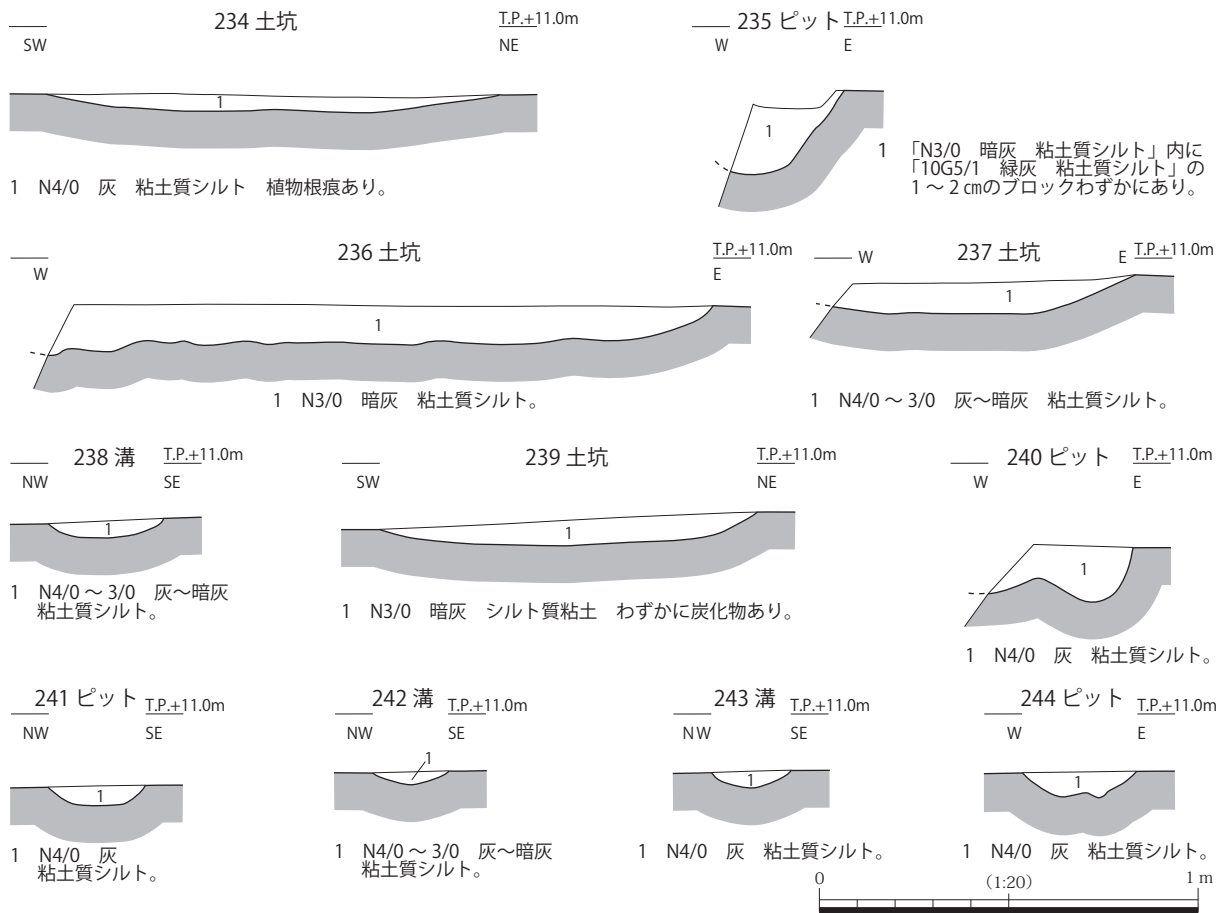 234 土坑
T.P.+11.0m
SW
NE
1
1　N4/0　灰　粘土質シルト　植物根痕あり。
235 ピット
T.P.+11.0m
W
E
1
1　「N3/0　暗灰　粘土質シルト」内に
「10G5/1　緑灰　粘土質シルト」の
1～2㎝のブロックわずかにあり。
236 土坑
T.P.+11.0m
W
E
1
1　N3/0　暗灰　粘土質シルト。
237 土坑
T.P.+11.0m
W
E
1
1　N4/0～3/0　灰～暗灰　粘土質シルト。
238 溝
T.P.+11.0m
NW
SE
1
1　N4/0～3/0　灰～暗灰
粘土質シルト。
239 土坑
T.P.+11.0m
SW
NE
1
1　N3/0　暗灰　シルト質粘土　わずかに炭化物あり。
240 ピット
T.P.+11.0m
W
E
1
1　N4/0　灰　粘土質シルト。
241 ピット
T.P.+11.0m
NW
SE
1
1　N4/0　灰
粘土質シルト。
242 溝
T.P.+11.0m
NW
SE
1
1　N4/0～3/0　灰～暗灰
粘土質シルト。
243 溝
T.P.+11.0m
NW
SE
1
1　N4/0　灰　粘土質シルト。
244 ピット
T.P.+11.0m
W
E
1
1　N4/0　灰　粘土質シルト。
0
(1:20)
1 m